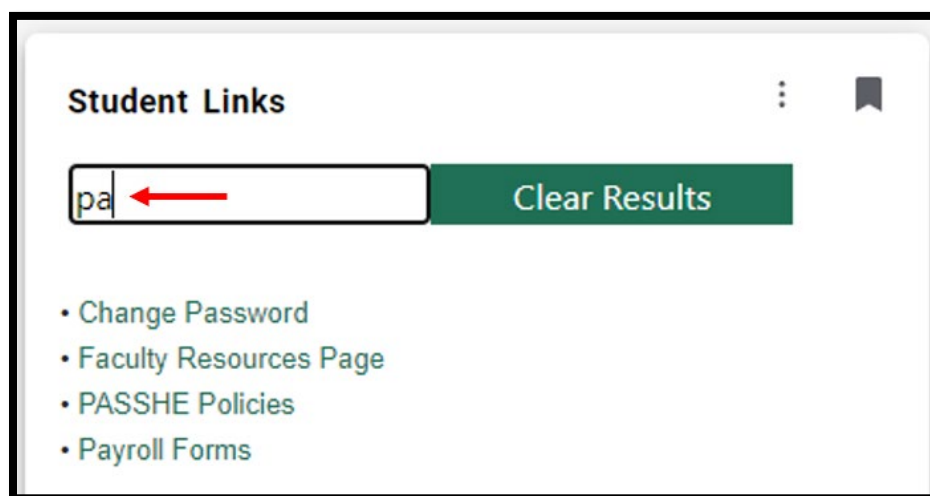 Student Links
pa
Clear Results
• Change Password
• Faculty Resources Page
• PASSHE Policies
• Payroll Forms